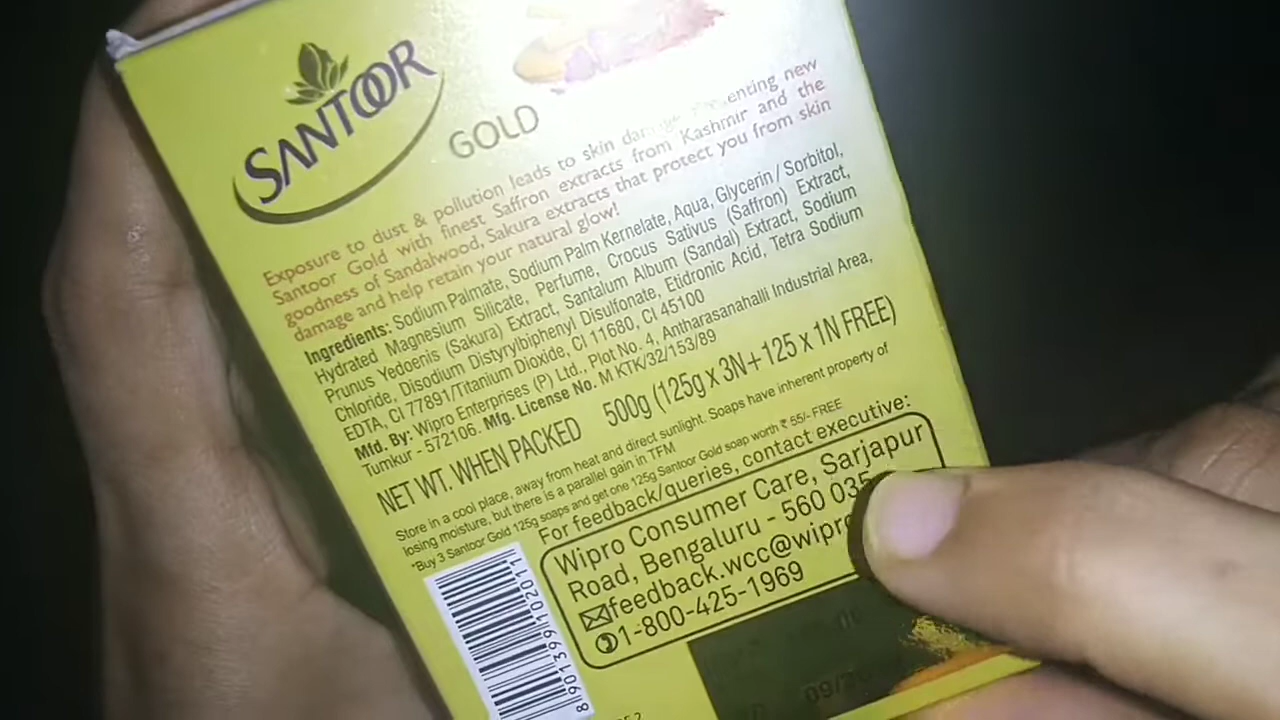 SANTOOR
GOLD
Exposure to dust & pollution leads to skin new
Santoor Gold with finest Saffron extracts from Kashmir and the
goodness of Sandalwood, Sakura extracts that protect you from skin
damage and help retain your natural glow!
Ingredients: Sodium Palmate, Sodium Palm Kernelate, Aqua, Glycerin / Sorbitol,
Hydrated Magnesium Silicate, Perfume, Crocus Sativus (Saffron) Extract,
Prunus Yedoenis (Sakura) Extract, Santalum Album (Sandal) Extract, Sodium
Chloride, Disodium Distyrylbiphenyl Disulfonate, Etidronic Acid, Tetra Sodium
EDTA, CI 77891/Titanium Dioxide, CI 11680, CI 45100
Mfd. By: Wipro Enterprises (P) Ltd., Plot No. 4, Antharasanahalli Industrial Area,
Tumkur - 572106. Mfg. License No. M KTK/32/153/89
NET WT. WHEN PACKED 500g (125g x 3N+125 x 1N FREE)
Store in a cool place, away from heat and direct sunlight. Soaps have inherent property of
losing moisture, but there is a parallel gain in TFM
*Buy 3 Santoor Gold 125g soaps and get one 125g Santoor Gold soap worth ₹ 55/- FREE
For feedback/queries, contact executive:
Wipro Consumer Care, Sarjapur
Road, Bengaluru - 560 035
feedback.wcc@wipro
1-800-425-1969
8901399102011